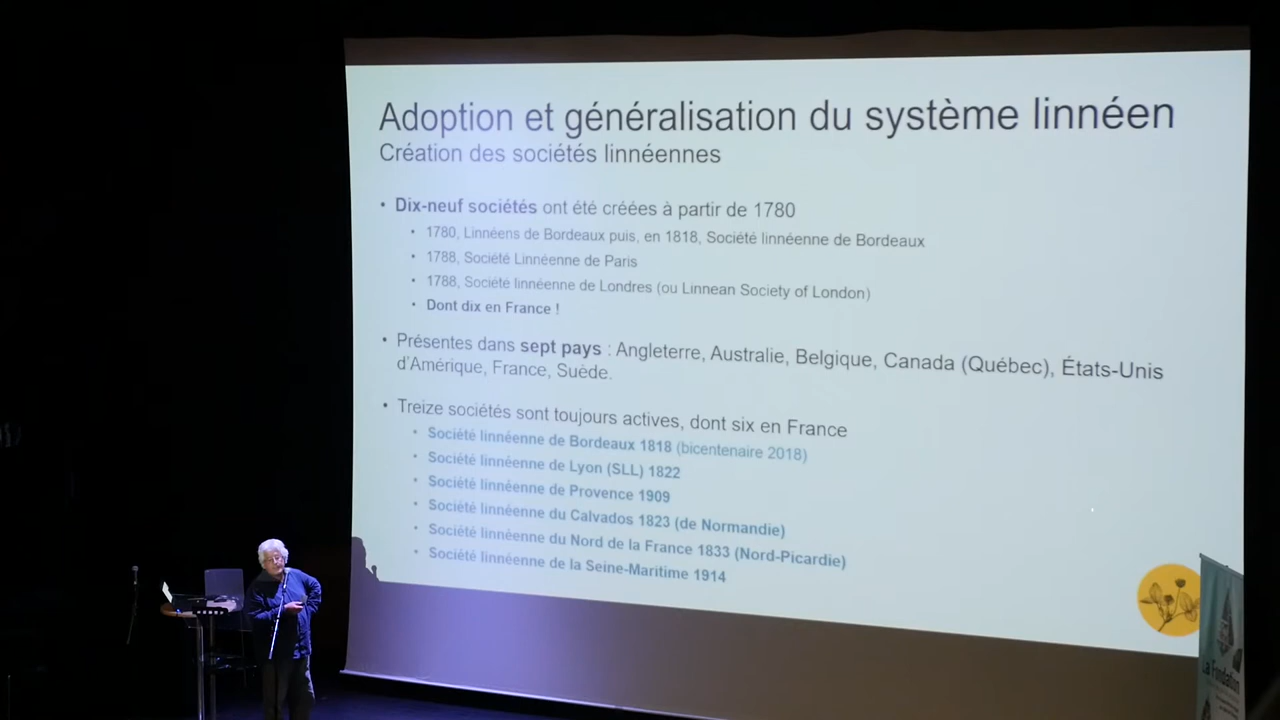 Adoption et généralisation du système linnéen
Création des sociétés linnéennes
• Dix-neuf sociétés ont été créées à partir de 1780
• 1780, Linnéens de Bordeaux puis, en 1818, Société linnéenne de Bordeaux
• 1788, Société Linnéenne de Paris
• 1788, Société linnéenne de Londres (ou Linnean Society of London)
• Dont dix en France !
• Présentes dans sept pays : Angleterre, Australie, Belgique, Canada (Québec), États-Unis
d'Amérique, France, Suède.
• Treize sociétés sont toujours actives, dont six en France
• Société linnéenne de Bordeaux 1818 (bicentenaire 2018)
• Société linnéenne de Lyon (SLL) 1822
• Société linnéenne de Provence 1909
• Société linnéenne du Calvados 1823 (de Normandie)
• Société linnéenne du Nord de la France 1833 (Nord-Picardie)
• Société linnéenne de la Seine-Maritime 1914
La Fondation